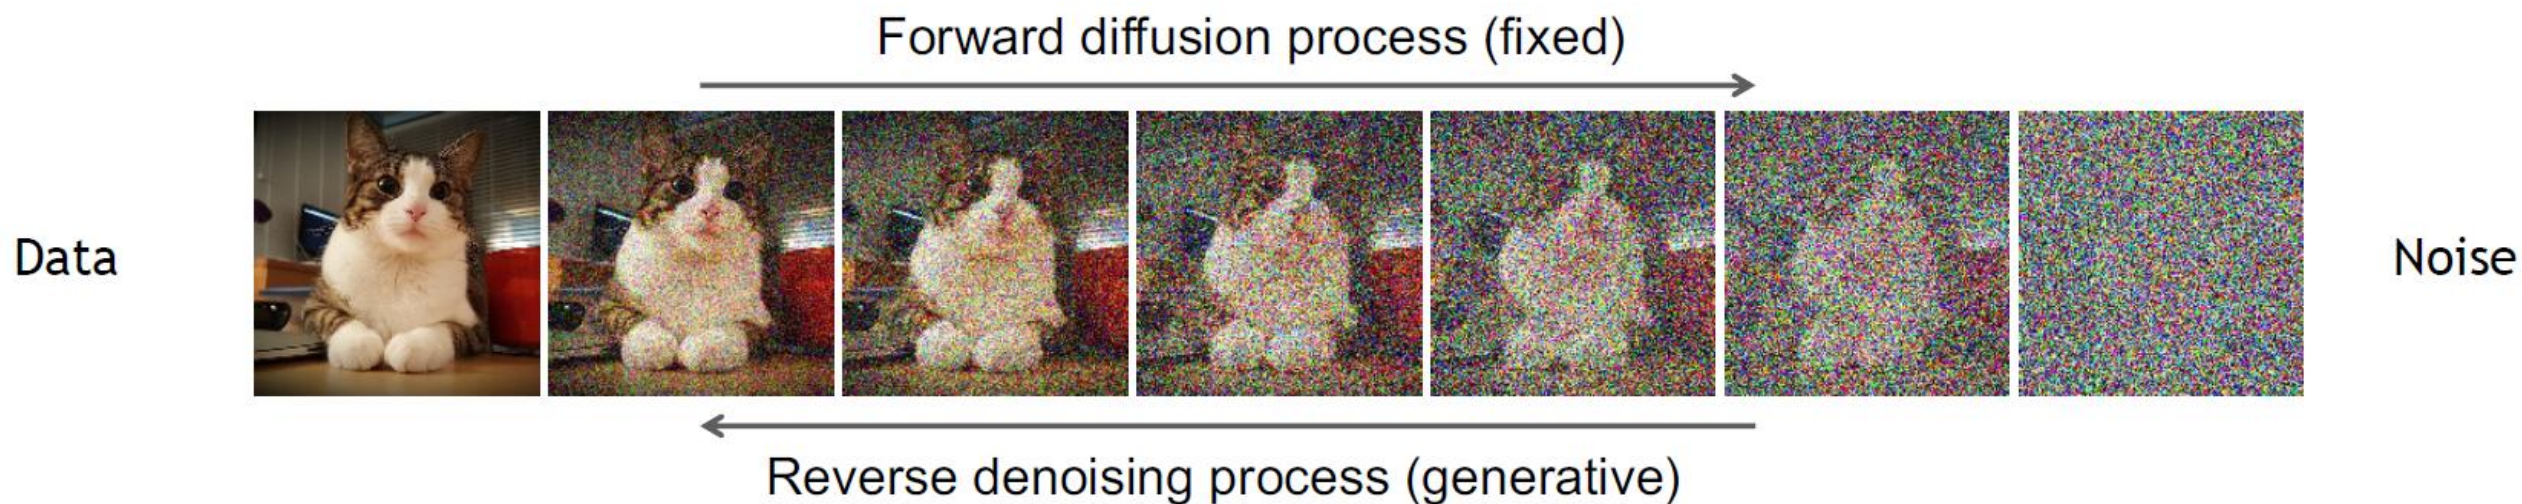 Forward diffusion process (fixed)
Data
Noise
Reverse denoising process (generative)